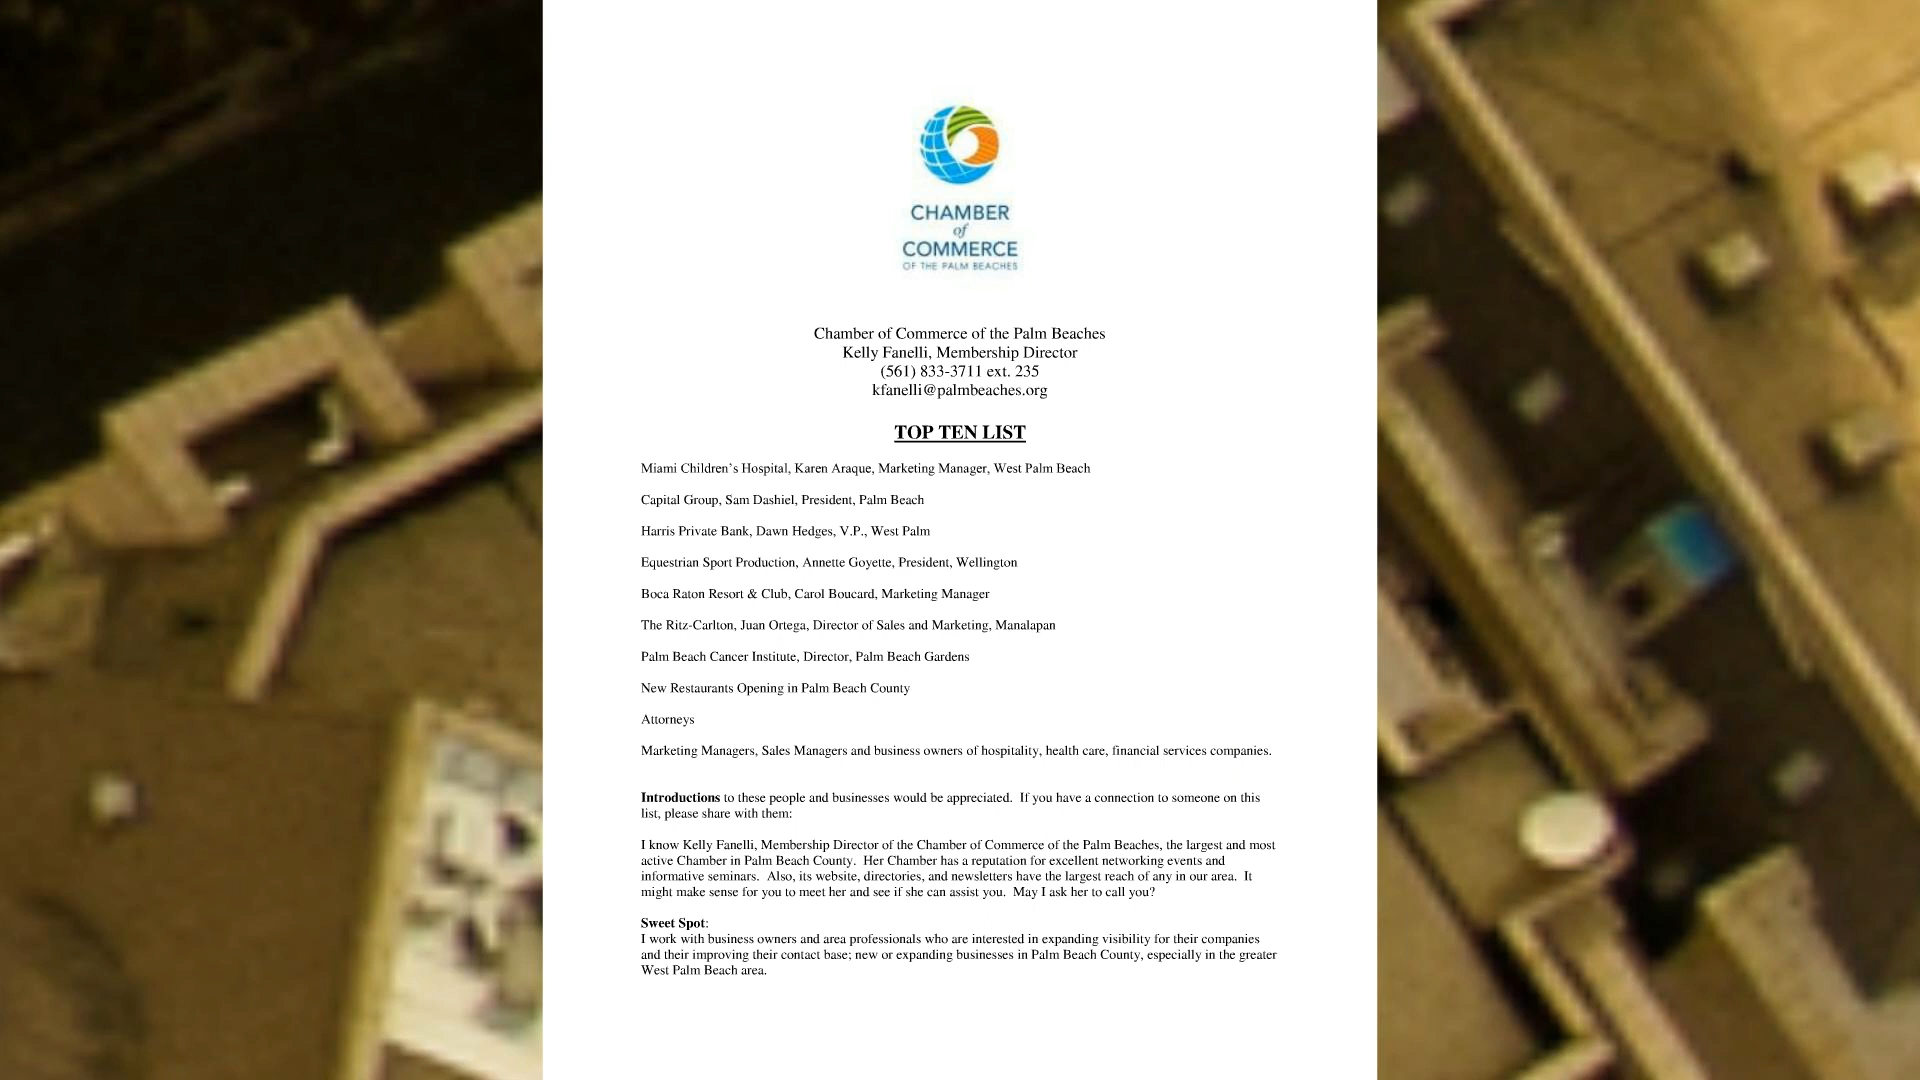 CHAMBER
of
COMMERCE
OF THE PALM BEACHES
Chamber of Commerce of the Palm Beaches
Kelly Fanelli, Membership Director
(561) 833-3711 ext. 235
kfanelli@palmbeaches.org
TOP TEN LIST
Miami Children’s Hospital, Karen Araque, Marketing Manager, West Palm Beach
Capital Group, Sam Dashiel, President, Palm Beach
Harris Private Bank, Dawn Hedges, V.P., West Palm
Equestrian Sport Production, Annette Goyette, President, Wellington
Boca Raton Resort & Club, Carol Boucard, Marketing Manager
The Ritz-Carlton, Juan Ortega, Director of Sales and Marketing, Manalapan
Palm Beach Cancer Institute, Director, Palm Beach Gardens
New Restaurants Opening in Palm Beach County
Attorneys
Marketing Managers, Sales Managers and business owners of hospitality, health care, financial services companies.
Introductions to these people and businesses would be appreciated.  If you have a connection to someone on this
list, please share with them:
I know Kelly Fanelli, Membership Director of the Chamber of Commerce of the Palm Beaches, the largest and most
active Chamber in Palm Beach County.  Her Chamber has a reputation for excellent networking events and
informative seminars.  Also, its website, directories, and newsletters have the largest reach of any in our area.  It
might make sense for you to meet her and see if she can assist you.  May I ask her to call you?
Sweet Spot:
I work with business owners and area professionals who are interested in expanding visibility for their companies
and their improving their contact base; new or expanding businesses in Palm Beach County, especially in the greater
West Palm Beach area.